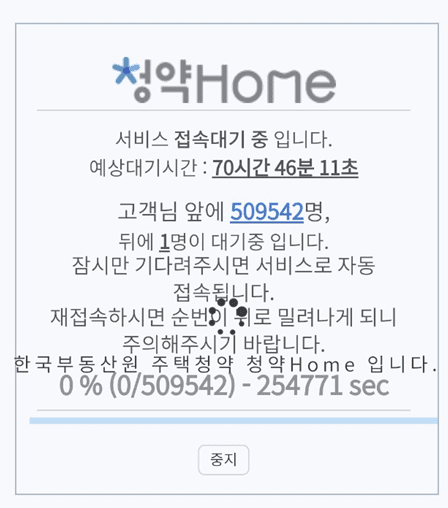 청약Home
서비스 접속대기 중 입니다.
예상대기시간 : 70시간 46분 11초
고객님 앞에 509542명,
뒤에 1명이 대기중 입니다.
잠시만 기다려주시면 서비스로 자동
접속됩니다.
재접속하시면 순번이 뒤로 밀려나게 되니
주의해주시기 바랍니다.
한국부동산원 주택청약 청약Home 입니다.
0 % (0/509542) - 254771 sec
중지